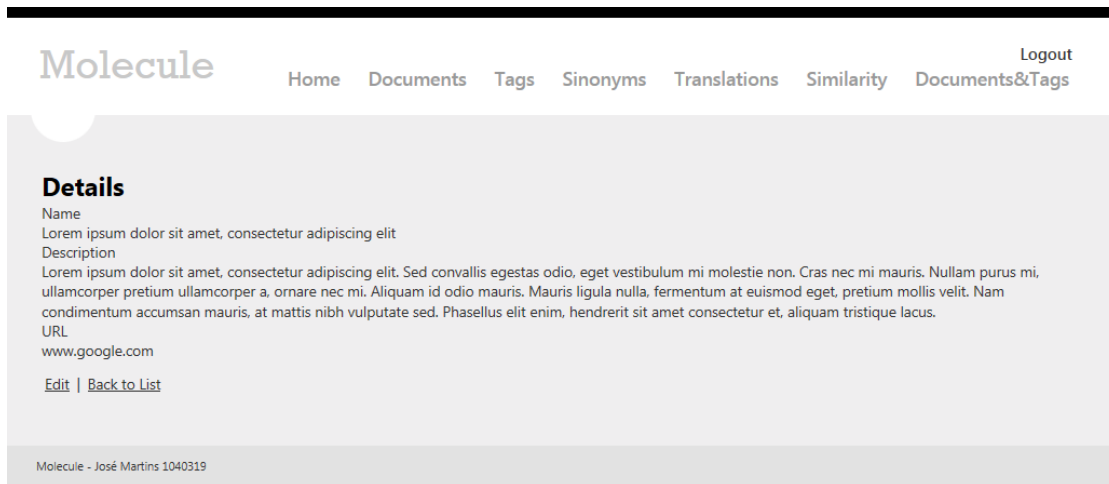 Molecule
Logout
Home Documents Tags Sinonyms Translations Similarity Documents&Tags
Details
Name
Lorem ipsum dolor sit amet, consectetur adipiscing elit
Description
Lorem ipsum dolor sit amet, consectetur adipiscing elit. Sed convallis egestas odio, eget vestibulum mi molestie non. Cras nec mi mauris. Nullam purus mi,
ullamcorper pretium ullamcorper a, ornare nec mi. Aliquam id odio mauris. Mauris ligula nulla, fermentum at euismod eget, pretium mollis velit. Nam
condimentum accumsan mauris, at mattis nibh vulputate sed. Phasellus elit enim, hendrerit sit amet consectetur et, aliquam tristique lacus.
URL
www.google.com
Edit | Back to List
Molecule - José Martins 1040319